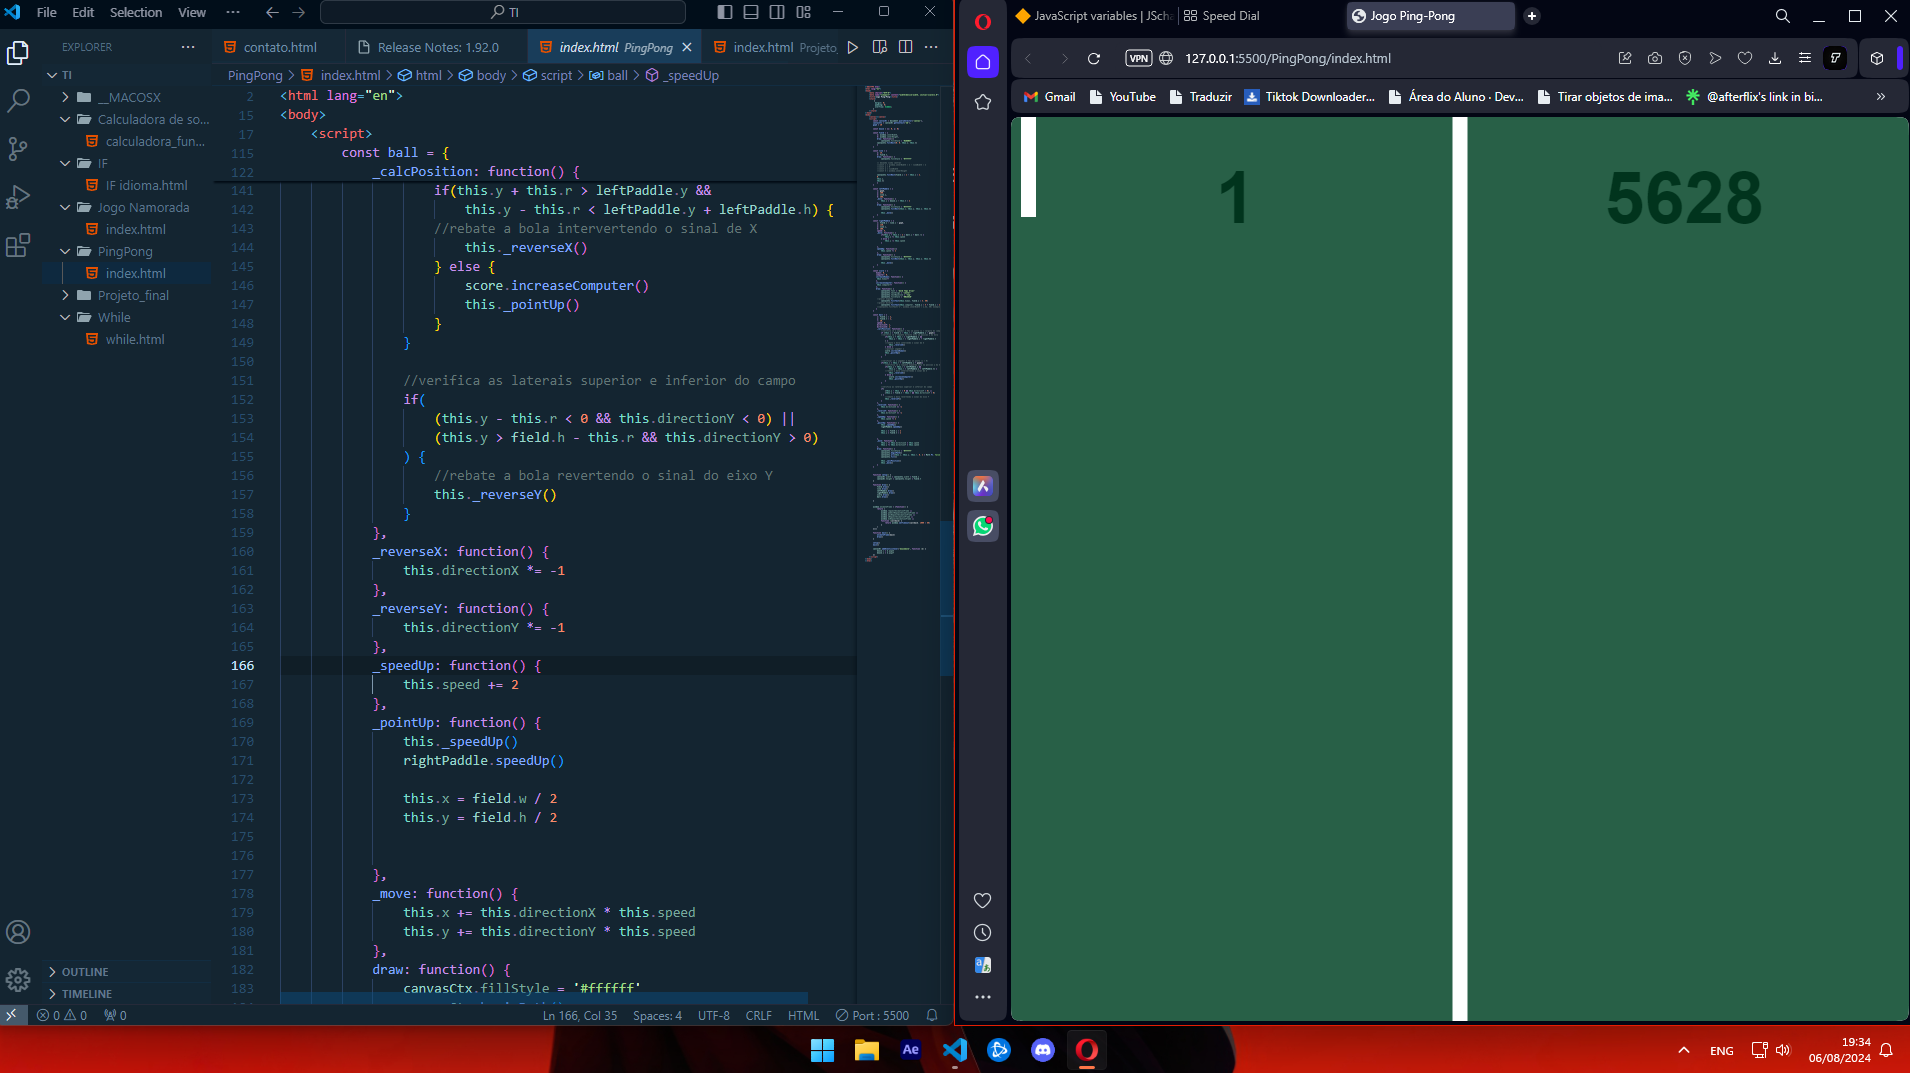 File Edit Selection View ··· TI
EXPLORER ···
TI
__MACOSX
Calculadora de so...
calculadora_fun...
IF
IF idioma.html
Jogo Namorada
index.html
PingPong
index.html
Projeto_final
While
while.html
OUTLINE
TIMELINE
contato.html Release Notes: 1.92.0 index.html PingPong index.html Projeto_
PingPong > index.html > html > body > script > ball > _speedUp
2 <html lang="en">
15 <body>
17 <script>
115 const ball = {
122 _calcPosition: function() {
141 if(this.y + this.r > leftPaddle.y &&
142 this.y - this.r < leftPaddle.y + leftPaddle.h) {
143 //rebate a bola intervertendo o sinal de X
144 this._reverseX()
145 } else {
146 score.increaseComputer()
147 this._pointUp()
148 }
149 }
150
151 //verifica as laterais superior e inferior do campo
152 if(
153 (this.y - this.r < 0 && this.directionY < 0) ||
154 (this.y > field.h - this.r && this.directionY > 0)
155 ) {
156 //rebate a bola revertendo o sinal do eixo Y
157 this._reverseY()
158 }
159 },
160 _reverseX: function() {
161 this.directionX *= -1
162 },
163 _reverseY: function() {
164 this.directionY *= -1
165 },
166 _speedUp: function() {
167 this.speed += 2
168 },
169 _pointUp: function() {
170 this._speedUp()
171 rightPaddle.speedUp()
172
173 this.x = field.w / 2
174 this.y = field.h / 2
175
176
177 },
178 _move: function() {
179 this.x += this.directionX * this.speed
180 this.y += this.directionY * this.speed
181 },
182 draw: function() {
183 canvasCtx.fillStyle = '#ffffff'
0 0 0 Ln 166, Col 35 Spaces: 4 UTF-8 CRLF HTML Port : 5500
JavaScript variables | JScha Speed Dial Jogo Ping-Pong
VPN 127.0.0.1:5500/PingPong/index.html
Gmail YouTube Traduzir Tiktok Downloader... Área do Aluno · Dev... Tirar objetos de ima... @afterflix's link in bi... »
1 5628
Ae
ENG
19:34
06/08/2024